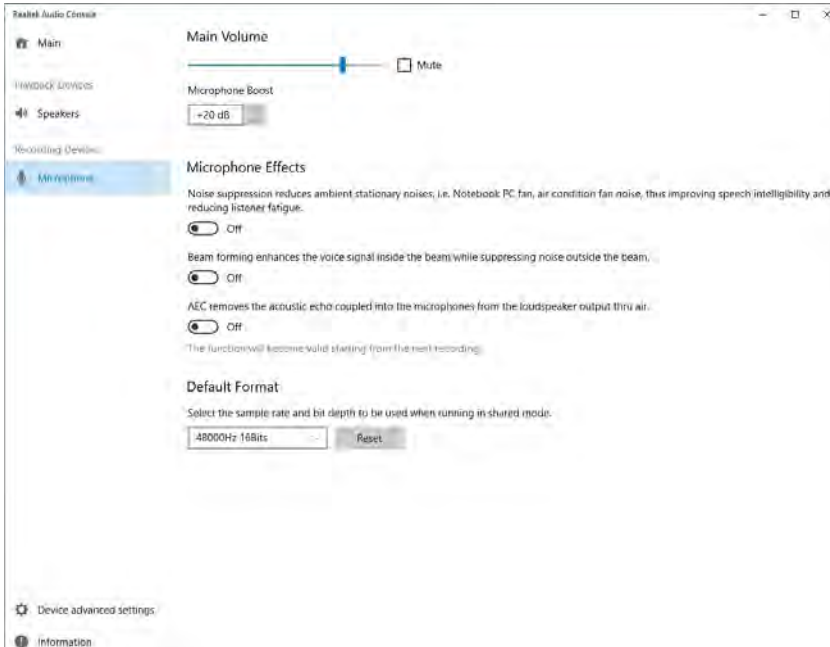 Realtek Audio Console
Main
Playback Devices
Speakers
Recording Devices
Microphone
Device advanced settings
Information
Main Volume
Mute
Microphone Boost
+20 dB
Microphone Effects
Noise suppression reduces ambient stationary noises, i.e. Notebook PC fan, air condition fan noise, thus improving speech intelligibility and
reducing listener fatigue.
Off
Beam forming enhances the voice signal inside the beam while suppressing noise outside the beam.
Off
AEC removes the acoustic echo coupled into the microphones from the loudspeaker output thru air.
Off
The function will become valid starting from the next recording.
Default Format
Select the sample rate and bit depth to be used when running in shared mode.
48000Hz 16Bits
Reset